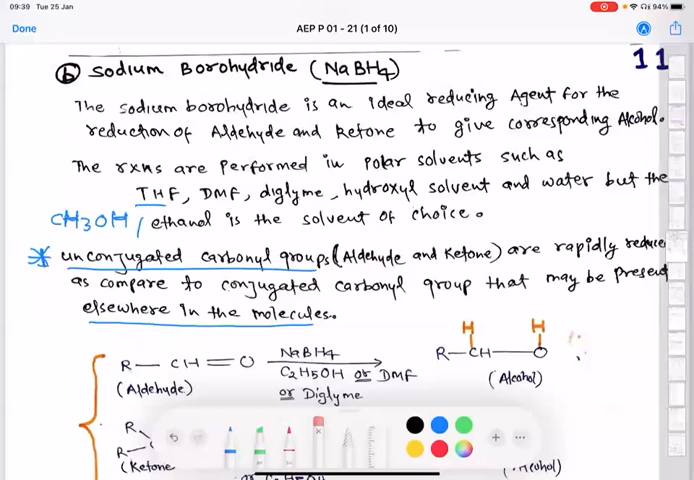 09:39 Tue 25 Jan
94%
Done
AEP P 01 - 21 (1 of 10)
11
(b) Sodium Borohydride (NaBH4)
The sodium borohydride is an ideal reducing Agent for the
reduction of Aldehyde and Ketone to give corresponding Alcohol.
The rxns are performed in polar solvents such as
THF, DMF, diglyme, hydroxyl solvent and water but the
CH3OH / ethanol is the solvent of choice.
* unconjugated carbonyl groups (Aldehyde and Ketone) are rapidly reduce
as compare to conjugated carbonyl group that may be present
elsewhere in the molecules.
R — CH = O NaBH4 R — CH — O
H H
C2H5OH or DMF
(Aldehyde) or Diglyme (Alcohol)
R
R
(Ketone